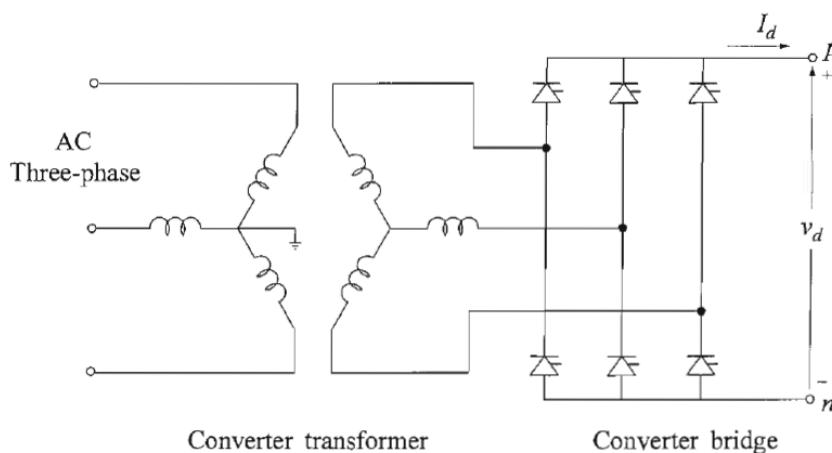 I_d
p
+
AC
Three-phase
v_d
-
n
Converter transformer
Converter bridge